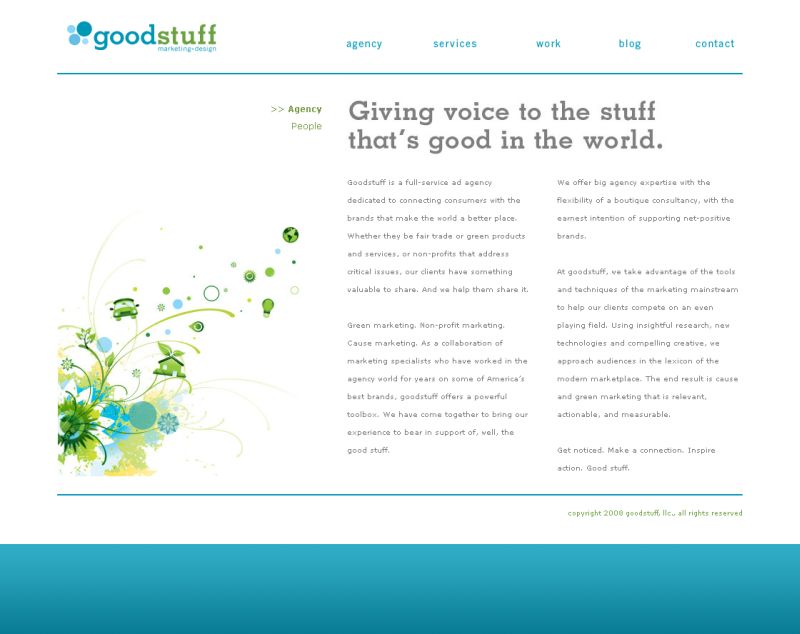 goodstuff
marketing+design
agency services work blog contact
>> Agency
People
Giving voice to the stuff
that's good in the world.
Goodstuff is a full-service ad agency
dedicated to connecting consumers with the
brands that make the world a better place.
Whether they be fair trade or green products
and services, or non-profits that address
critical issues, our clients have something
valuable to share. And we help them share it.
Green marketing. Non-profit marketing.
Cause marketing. As a collaboration of
marketing specialists who have worked in the
agency world for years on some of America's
best brands, goodstuff offers a powerful
toolbox. We have come together to bring our
experience to bear in support of, well, the
good stuff.
We offer big agency expertise with the
flexibility of a boutique consultancy, with the
earnest intention of supporting net-positive
brands.
At goodstuff, we take advantage of the tools
and techniques of the marketing mainstream
to help our clients compete on an even
playing field. Using insightful research, new
technologies and compelling creative, we
approach audiences in the lexicon of the
modern marketplace. The end result is cause
and green marketing that is relevant,
actionable, and measurable.
Get noticed. Make a connection. Inspire
action. Good stuff.
copyright 2008 goodstuff, llc., all rights reserved